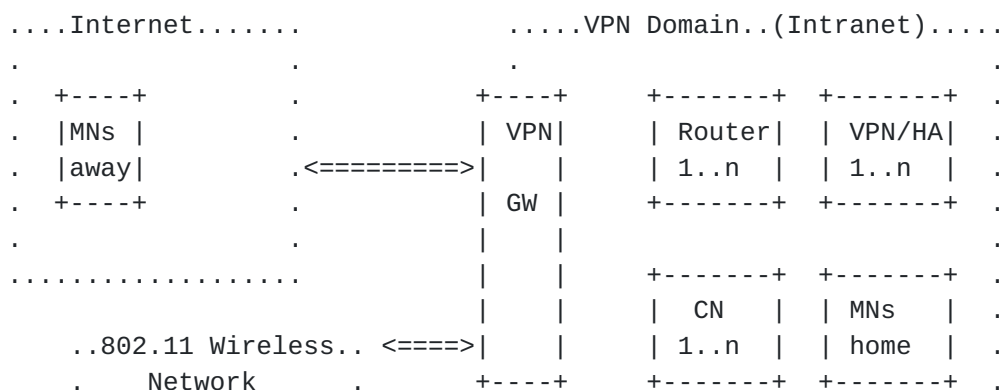 ....Internet....... .....VPN Domain..(Intranet).....
. . . .
. +----+ . +----+ +-------+ +-------+ .
. |MNs | . | VPN| | Router| | VPN/HA| .
. |away| .<=========>| | | 1..n | | 1..n | .
. +----+ . | GW | +-------+ +-------+ .
. . | | .
................... | | +-------+ +-------+ .
| | | CN | | MNs | .
..802.11 Wireless.. <====>| | | 1..n | | home | .
. Network . +----+ +-------+ +-------+ .